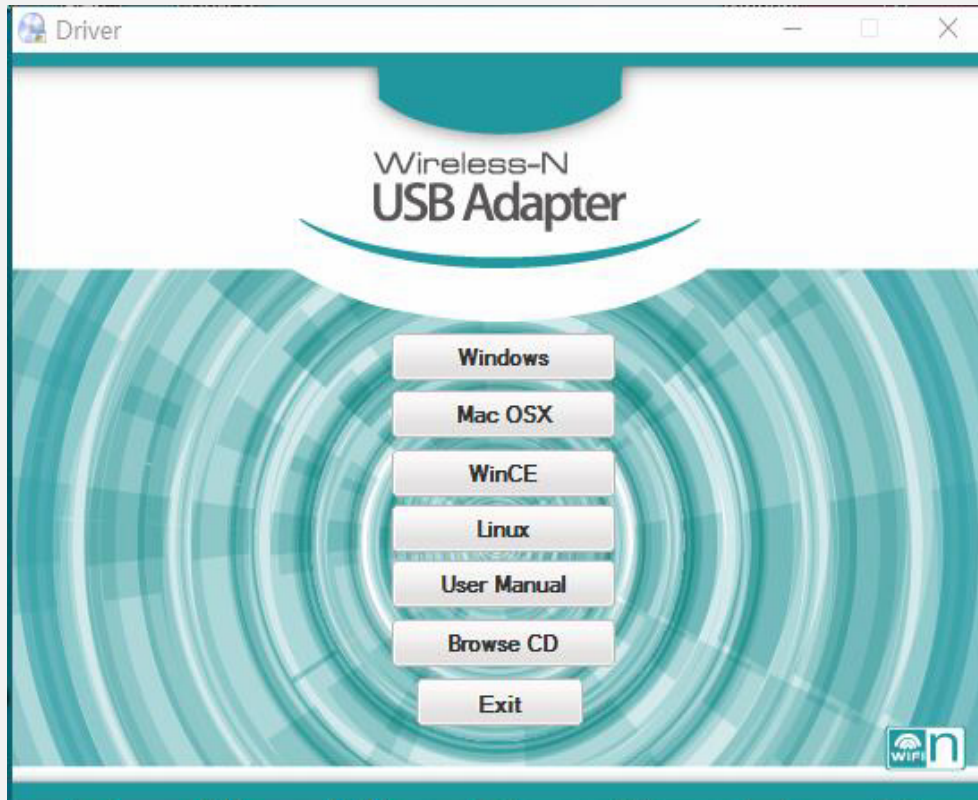 Driver
Wireless-N
USB Adapter
Windows
Mac OSX
WinCE
Linux
User Manual
Browse CD
Exit
WiFi n